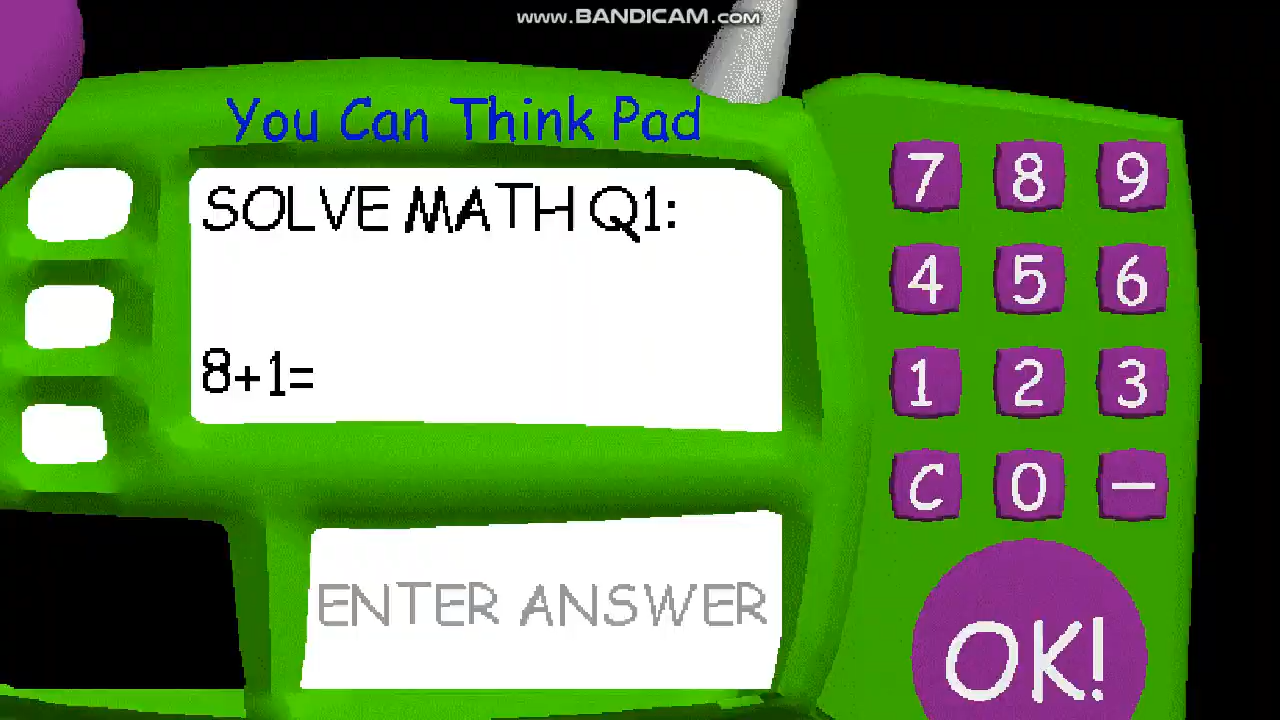 www.BANDICAM.com
You Can Think Pad
SOLVE MATH Q1:
8+1=
ENTER ANSWER
7 8 9
4 5 6
1 2 3
C 0 —
OK!